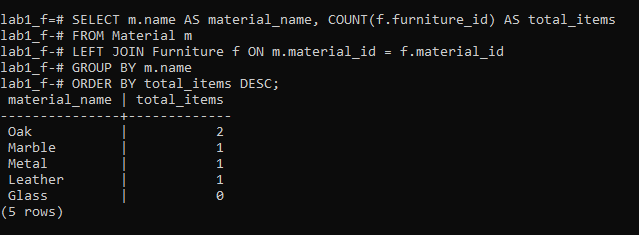 lab1_f=# SELECT m.name AS material_name, COUNT(f.furniture_id) AS total_items
lab1_f-# FROM Material m
lab1_f-# LEFT JOIN Furniture f ON m.material_id = f.material_id
lab1_f-# GROUP BY m.name
lab1_f-# ORDER BY total_items DESC;
 material_name | total_items
---------------+-------------
 Oak           |           2
 Marble        |           1
 Metal         |           1
 Leather       |           1
 Glass         |           0
(5 rows)